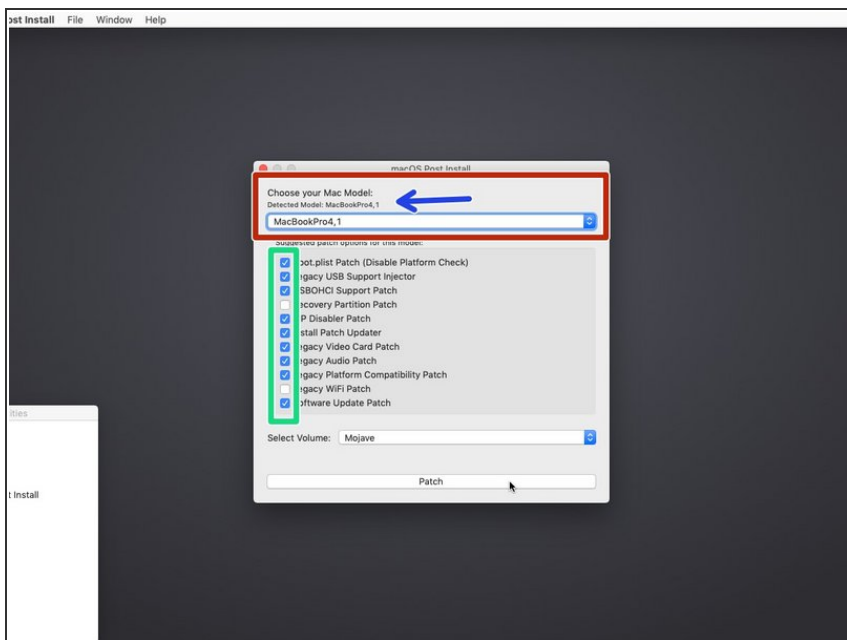 ost Install File Window Help
macOS Post Install
Choose your Mac Model:
Detected Model: MacBookPro4,1
MacBookPro4,1
Suggested patch options for this model:
oot.plist Patch (Disable Platform Check)
egacy USB Support Injector
SBOHCI Support Patch
ecovery Partition Patch
P Disabler Patch
stall Patch Updater
egacy Video Card Patch
egacy Audio Patch
egacy Platform Compatibility Patch
egacy WiFi Patch
oftware Update Patch
ities
Select Volume: Mojave
Patch
t Install